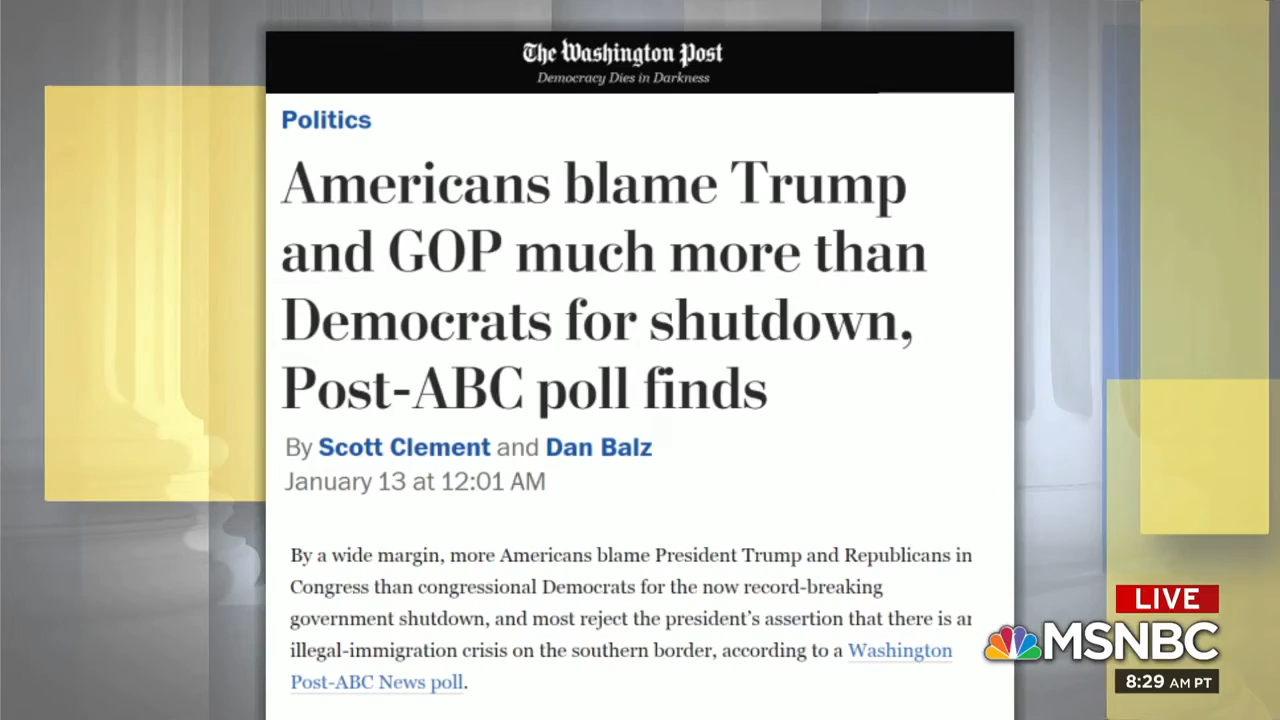 The Washington Post
Democracy Dies in Darkness
Politics
Americans blame Trump
and GOP much more than
Democrats for shutdown,
Post-ABC poll finds
By Scott Clement and Dan Balz
January 13 at 12:01 AM
By a wide margin, more Americans blame President Trump and Republicans in
Congress than congressional Democrats for the now record-breaking
government shutdown, and most reject the president’s assertion that there is
illegal-immigration crisis on the southern border, according to a Washington
Post-ABC News poll.
LIVE
MSNBC
8:29 AM PT